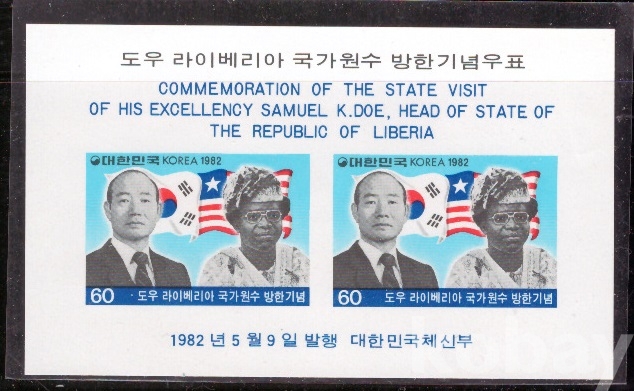 도우 라이베리아 국가원수 방한기념우표
COMMEMORATION OF THE STATE VISIT
OF HIS EXCELLENCY SAMUEL K.DOE, HEAD OF STATE OF
THE REPUBLIC OF LIBERIA
대한민국 KOREA 1982
60 · 도우 라이베리아 국가원수 방한기념
대한민국 KOREA 1982
60 · 도우 라이베리아 국가원수 방한기념
1982 년 5 월 9 일 발행 대한민국체신부